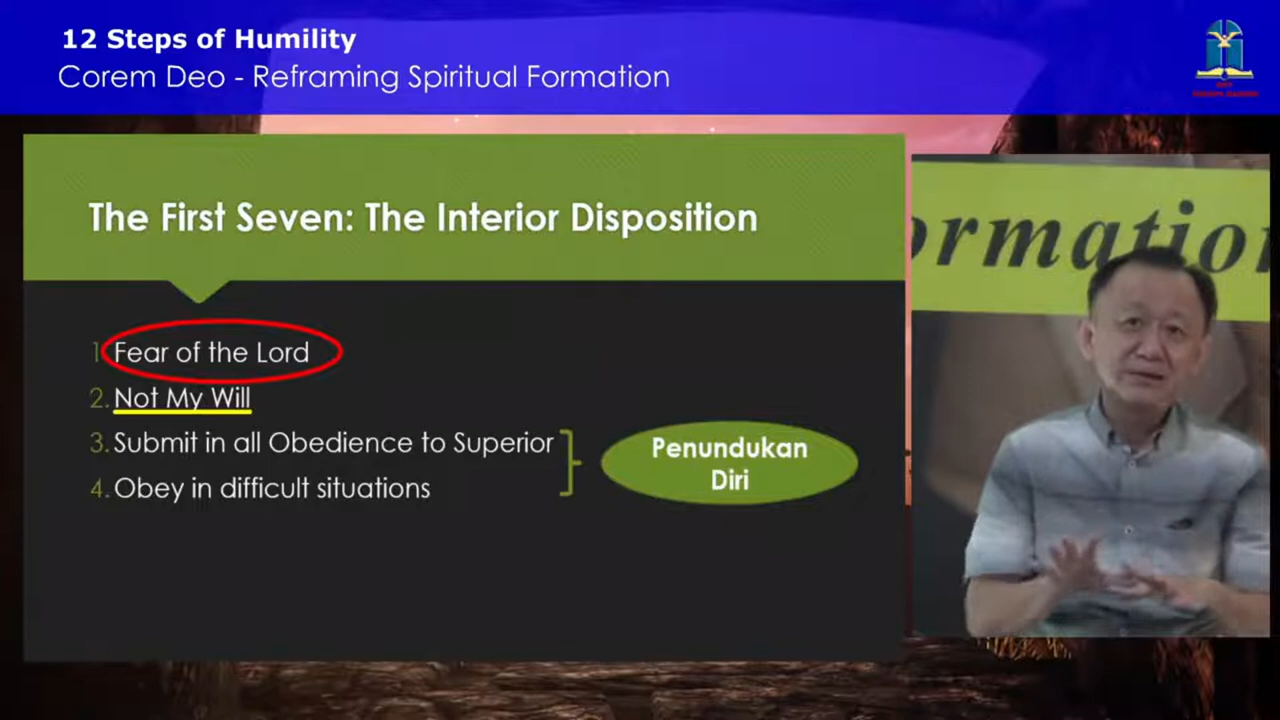 12 Steps of Humility
Corem Deo - Reframing Spiritual Formation
The First Seven: The Interior Disposition
1 Fear of the Lord
2. Not My Will
3. Submit in all Obedience to Superior
4. Obey in difficult situations
Penundukan
Diri
ormation